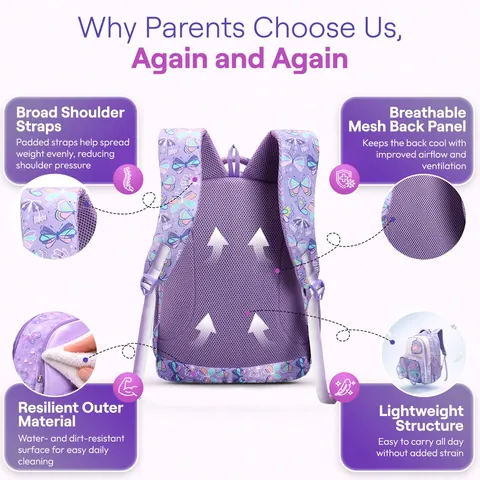 Why Parents Choose Us,
Again and Again
Broad Shoulder
Straps
Padded straps help spread
weight evenly, reducing
shoulder pressure
Breathable
Mesh Back Panel
Keeps the back cool with
improved airflow and
ventilation
Resilient Outer
Material
Water- and dirt-resistant
surface for easy daily
cleaning
Lightweight
Structure
Easy to carry all day
without added strain